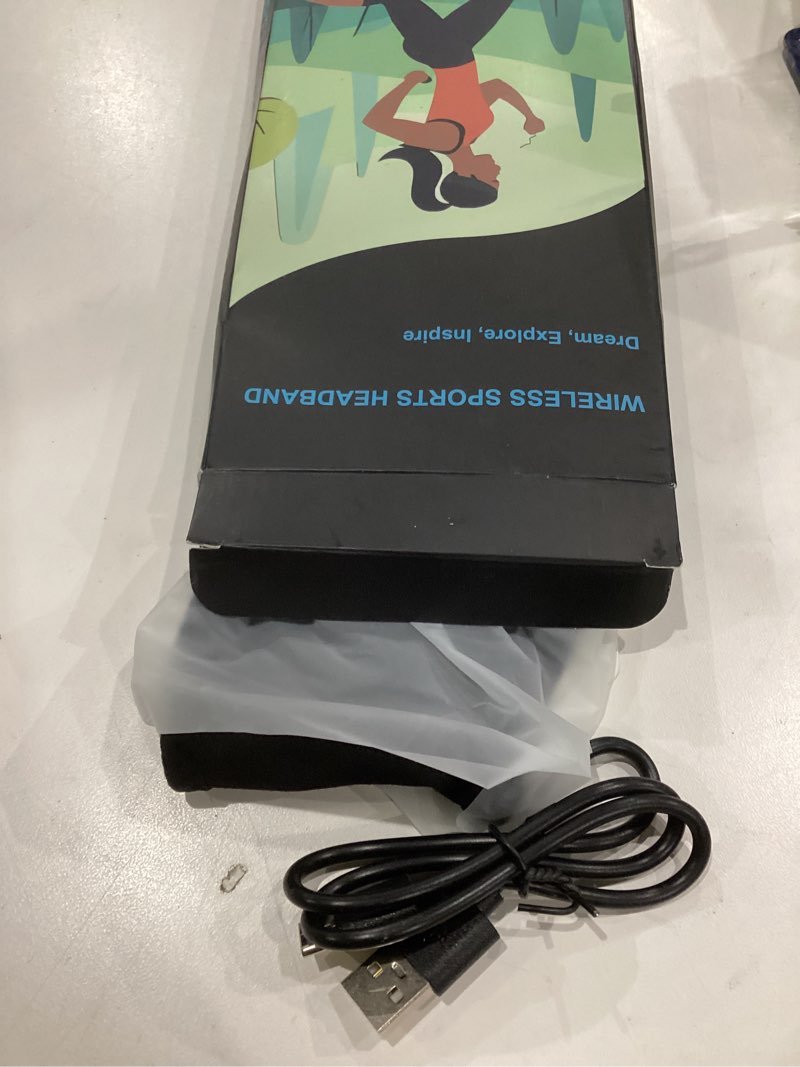 WIRELESS SPORTS HEADBAND
Dream, Explore, Inspire